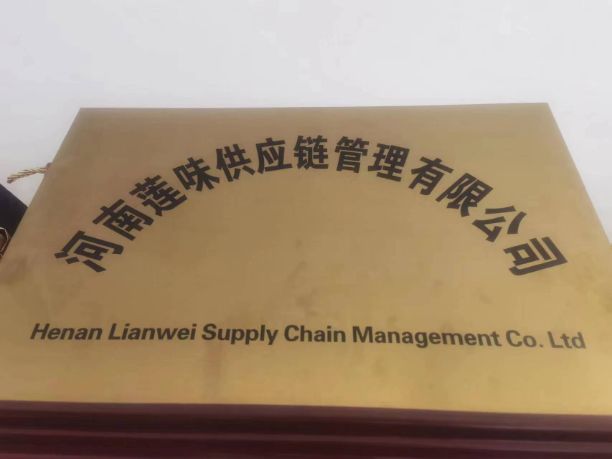 河南莲味供应链管理有限公司
Henan Lianwei Supply Chain Management Co. Ltd